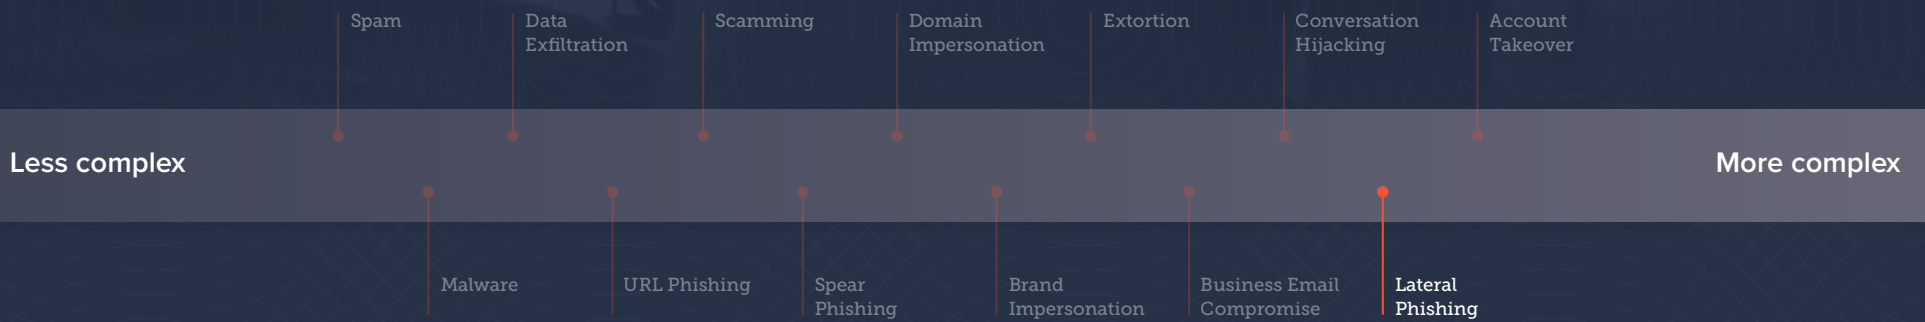 Spam
Data
Exfiltration
Scamming
Domain
Impersonation
Extortion
Conversation
Hijacking
Account
Takeover
Less complex
More complex
Malware
URL Phishing
Spear
Phishing
Brand
Impersonation
Business Email
Compromise
Lateral
Phishing